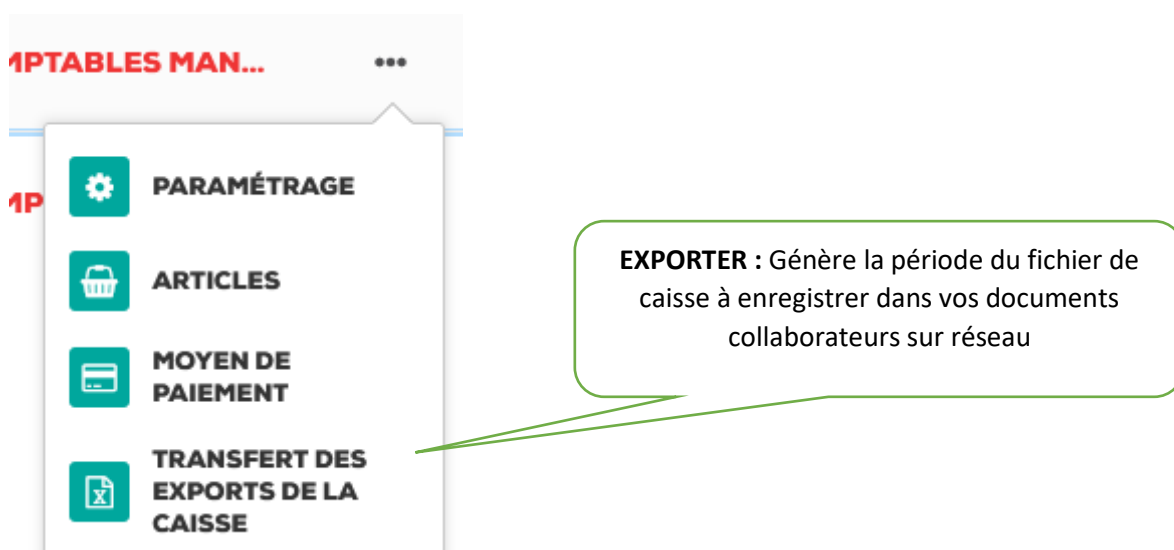 MPTABLES MAN...
PARAMÉTRAGE
MP
ARTICLES
MOYEN DE
PAIEMENT
TRANSFERT DES
EXPORTS DE LA
CAISSE
EXPORTER : Génère la période du fichier de
caisse à enregistrer dans vos documents
collaborateurs sur réseau